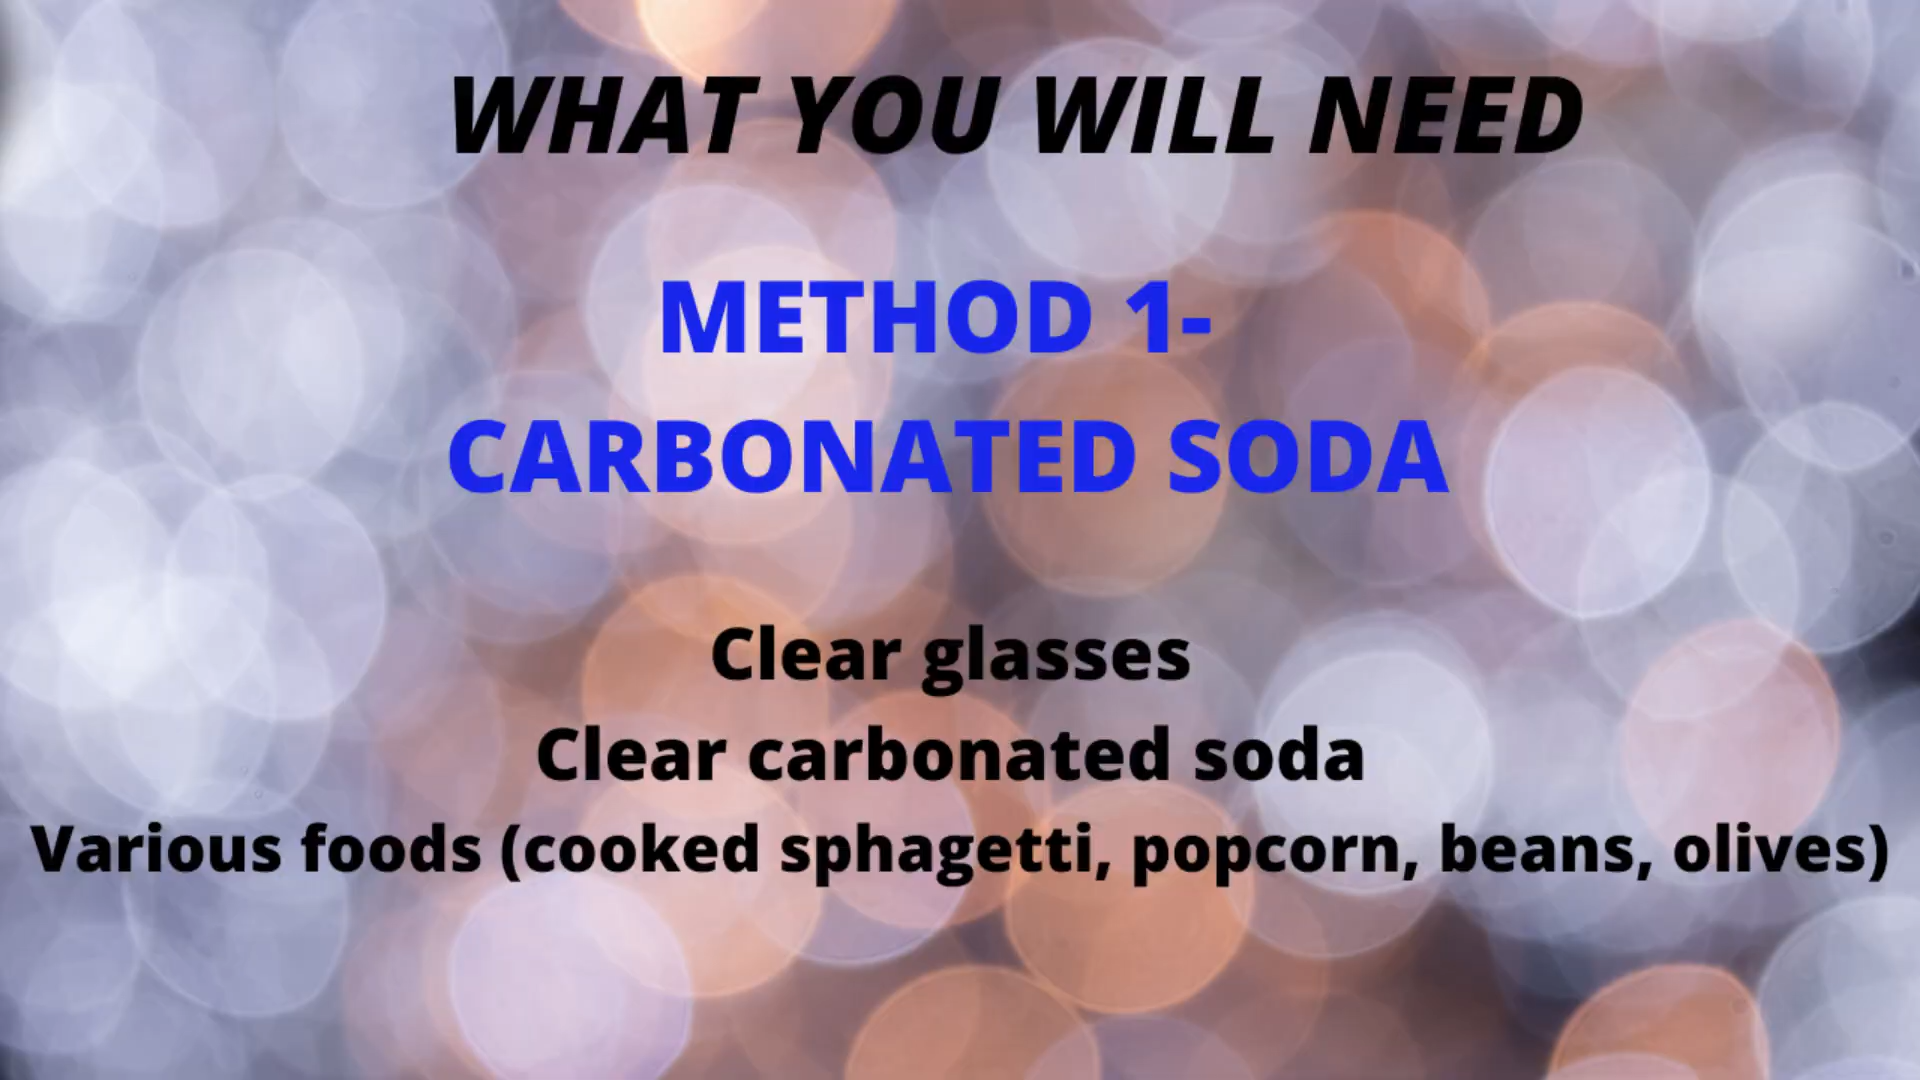 WHAT YOU WILL NEED
METHOD 1-
CARBONATED SODA
Clear glasses
Clear carbonated soda
Various foods (cooked sphagetti, popcorn, beans, olives)